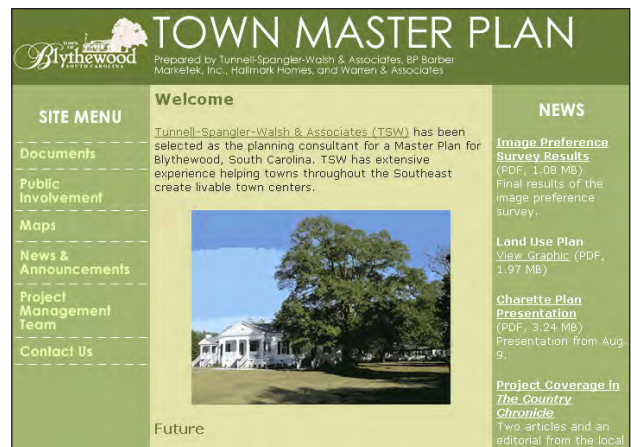 TOWN OF
Blythewood
SOUTH CAROLINA
TOWN MASTER PLAN
Prepared by Tunnell-Spangler-Walsh & Associates, BP Barber
Marketek, Inc., Hallmark Homes, and Warren & Associates
SITE MENU
Documents
Public
Involvement
Maps
News &
Announcements
Project
Management
Team
Contact Us
Welcome
Tunnell-Spangler-Walsh & Associates (TSW) has been
selected as the planning consultant for a Master Plan for
Blythewood, South Carolina. TSW has extensive
experience helping towns throughout the Southeast
create livable town centers.
Future
NEWS
Image Preference
Survey Results
(PDF, 1.08 MB)
Final results of the
image preference
survey.
Land Use Plan
View Graphic (PDF,
1.97 MB)
Charette Plan
Presentation
(PDF, 3.24 MB)
Presentation from Aug.
9.
Project Coverage in
The Country
Chronicle
Two articles and an
editorial from the local